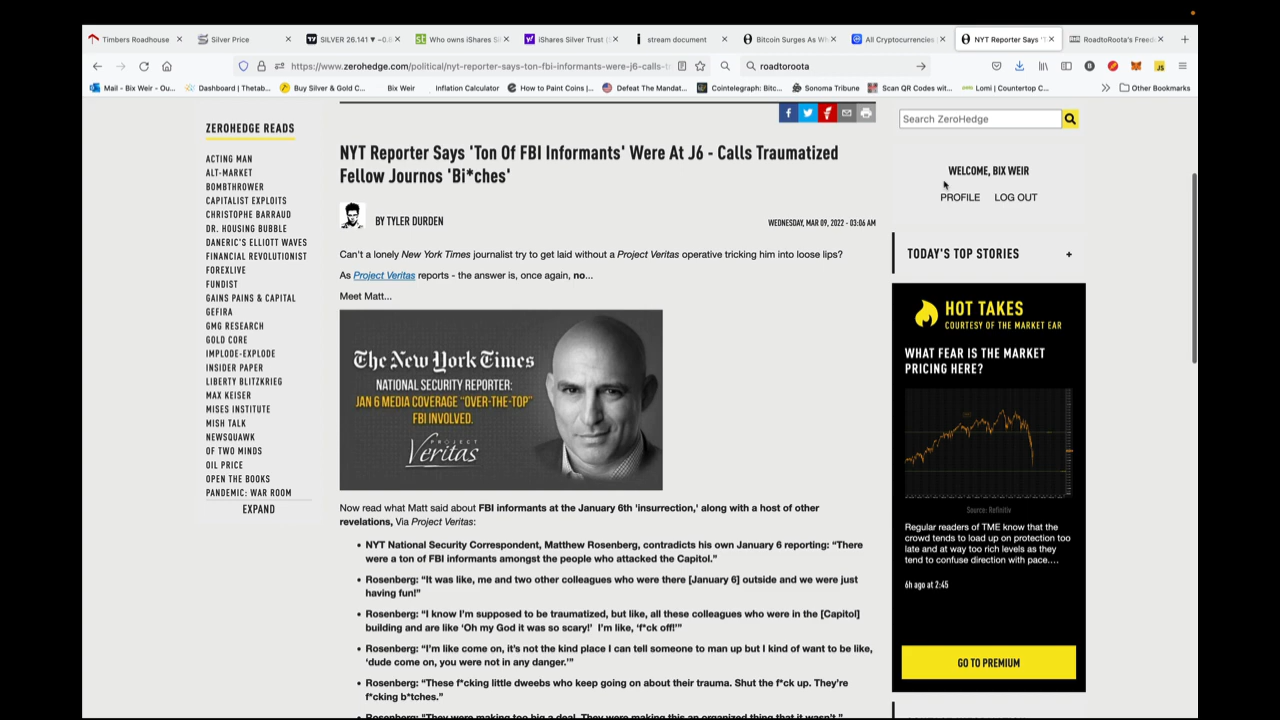 Timbers Roadhouse
Silver Price
SILVER 26.141 ▼ −0.
Who owns iShares Si
iShares Silver Trust (
stream document
Bitcoin Surges As Wh
All Cryptocurrencies
NYT Reporter Says 'T
RoadtoRoota's Freed
https://www.zerohedge.com/political/nyt-reporter-says-ton-fbi-informants-were-j6-calls-t
roadtoroota
Mail - Bix Weir - Ou...
Dashboard | Thetab...
Buy Silver & Gold C...
Bix Weir
Inflation Calculator
How to Paint Coins |...
Defeat The Mandat...
Cointelegraph: Bitc...
Sonoma Tribune
Scan QR Codes wit...
Lomi | Countertop C...
Other Bookmarks
ZEROHEDGE READS
ACTING MAN
ALT-MARKET
BOMBTHROWER
CAPITALIST EXPLOITS
CHRISTOPHE BARRAUD
DR. HOUSING BUBBLE
DANERIC'S ELLIOTT WAVES
FINANCIAL REVOLUTIONIST
FOREXLIVE
FUNDIST
GAINS PAINS & CAPITAL
GEFIRA
GMG RESEARCH
GOLD CORE
IMPLODE-EXPLODE
INSIDER PAPER
LIBERTY BLITZKRIEG
MAX KEISER
MISES INSTITUTE
MISH TALK
NEWSQUAWK
OF TWO MINDS
OIL PRICE
OPEN THE BOOKS
PANDEMIC: WAR ROOM
EXPAND
NYT Reporter Says 'Ton Of FBI Informants' Were At J6 - Calls Traumatized
Fellow Journos 'Bi*ches'
BY TYLER DURDEN
WEDNESDAY, MAR 09, 2022 - 03:06 AM
Can't a lonely New York Times journalist try to get laid without a Project Veritas operative tricking him into loose lips?
As Project Veritas reports - the answer is, once again, no...
Meet Matt...
The New York Times
NATIONAL SECURITY REPORTER:
JAN 6 MEDIA COVERAGE "OVER-THE-TOP"
FBI INVOLVED.
PROJECT
Veritas
Now read what Matt said about FBI informants at the January 6th 'insurrection,' along with a host of other
revelations, Via Project Veritas:
• NYT National Security Correspondent, Matthew Rosenberg, contradicts his own January 6 reporting: “There
were a ton of FBI informants amongst the people who attacked the Capitol.”
• Rosenberg: “It was like, me and two other colleagues who were there [January 6] outside and we were just
having fun!”
• Rosenberg: “I know I’m supposed to be traumatized, but like, all these colleagues who were in the [Capitol]
building and are like ‘Oh my God it was so scary!’ I'm like, ‘f*ck off!’”
• Rosenberg: “I’m like come on, it’s not the kind place I can tell someone to man up but I kind of want to be like,
‘dude come on, you were not in any danger.’”
• Rosenberg: “These f*cking little dweebs who keep going on about their trauma. Shut the f*ck up. They’re
f*cking b*tches.”
• Rosenberg: “They were making too big a deal. They were making this an organized thing that it wasn’t.”
Search ZeroHedge
WELCOME, BIX WEIR
PROFILE LOG OUT
TODAY'S TOP STORIES +
HOT TAKES
COURTESY OF THE MARKET EAR
WHAT FEAR IS THE MARKET
PRICING HERE?
Source: Refinitiv
Regular readers of TME know that the
crowd tends to load up on protection too
late and at way too rich levels as they
tend to confuse direction with pace....
6h ago at 2:45
GO TO PREMIUM